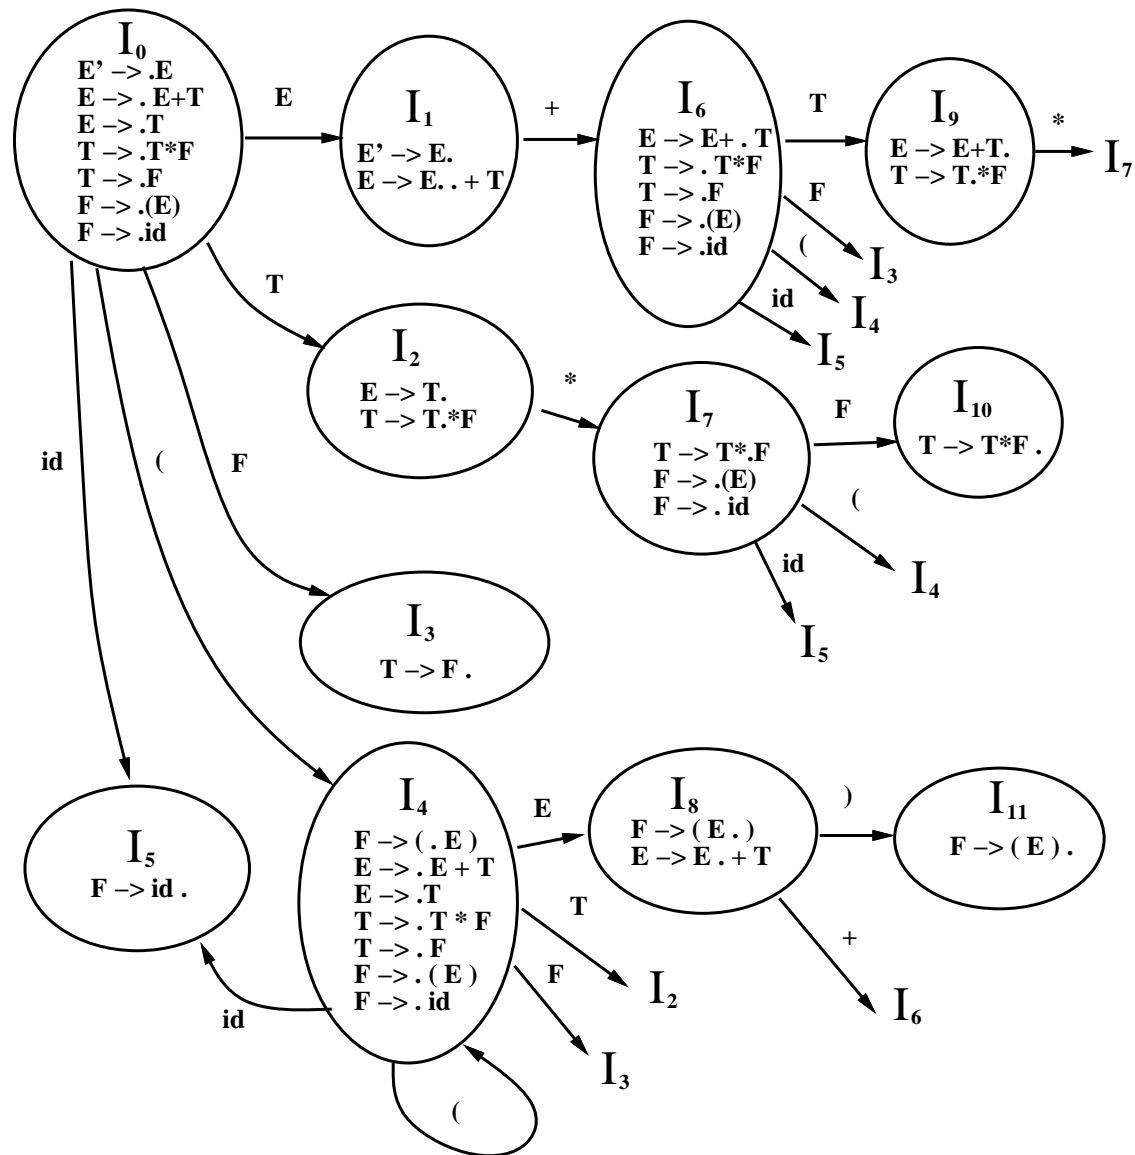 I0
E' –> .E
E –> . E+T
E –> .T
T –> .T*F
T –> .F
F –> .(E)
F –> .id
E
I1
E' –> E.
E –> E. . + T
+
I6
E –> E+ . T
T –> . T*F
T –> .F
F –> .(E)
F –> .id
T
I9
E –> E+T.
T –> T.*F
*
I7
F
I3
(
I4
id
I5
T
I2
E –> T.
T –> T.*F
*
I7
T –> T*.F
F –> .(E)
F –> . id
F
I10
T –> T*F .
(
I4
id
I5
id
(
F
I3
T –> F .
I5
F –> id .
I4
F –> ( . E )
E –> . E + T
E –> .T
T –> . T * F
T –> . F
F –> . ( E )
F –> . id
E
I8
F –> ( E . )
E –> E . + T
)
I11
F –> ( E ) .
T
I2
F
I3
+
I6
id
(